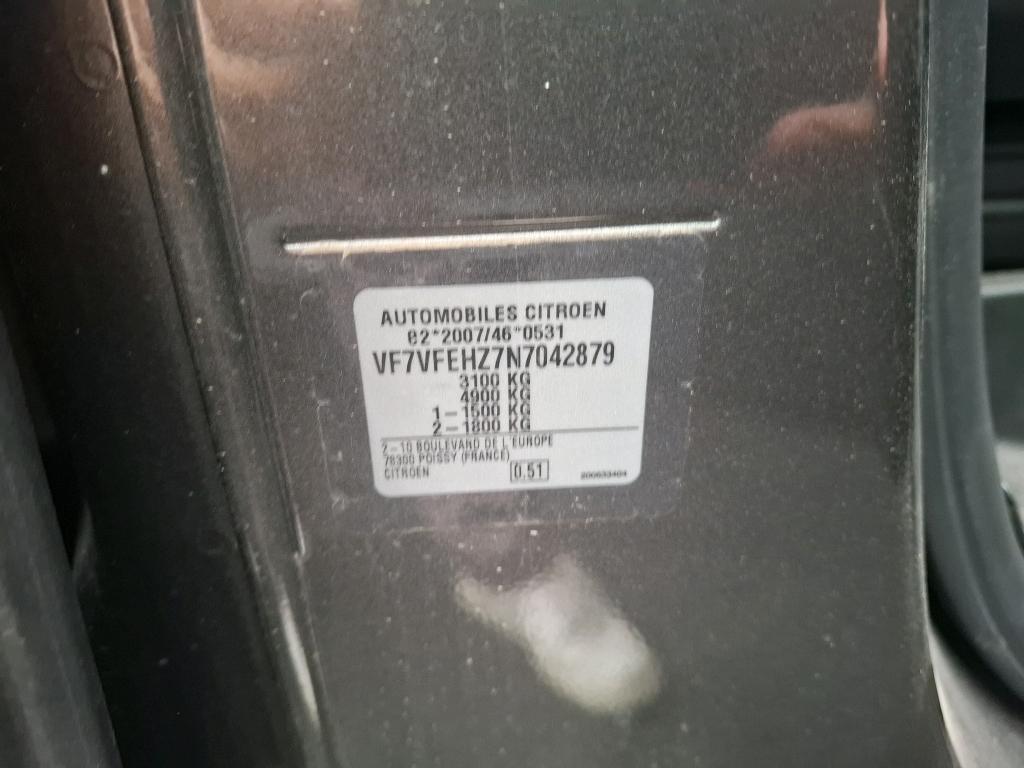 AUTOMOBILES CITROEN
e2*2007/46*0531
VF7VFEHZ7N7042879
3100 KG
4900 KG
1-1500 KG
2-1800 KG
2-10 BOULEVARD DE L'EUROPE
78300 POISSY (FRANCE)
CITROEN 0.51 200633404